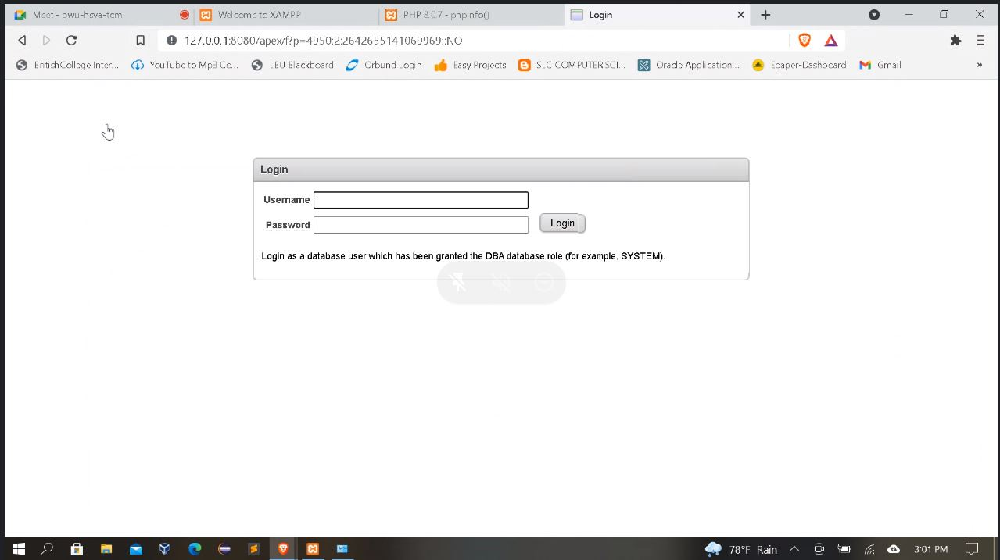 Meet - pwu-hsva-tcm
Welcome to XAMPP
PHP 8.0.7 - phpinfo()
Login
127.0.0.1:8080/apex/f?p=4950:2:2642655141069969::NO
BritishCollege Inter...
YouTube to Mp3 Co...
LBU Blackboard
Orbund Login
Easy Projects
SLC COMPUTER SCI...
Oracle Application...
Epaper-Dashboard
Gmail
»
Login
Username
Password
Login
Login as a database user which has been granted the DBA database role (for example, SYSTEM).
78°F Rain
3:01 PM